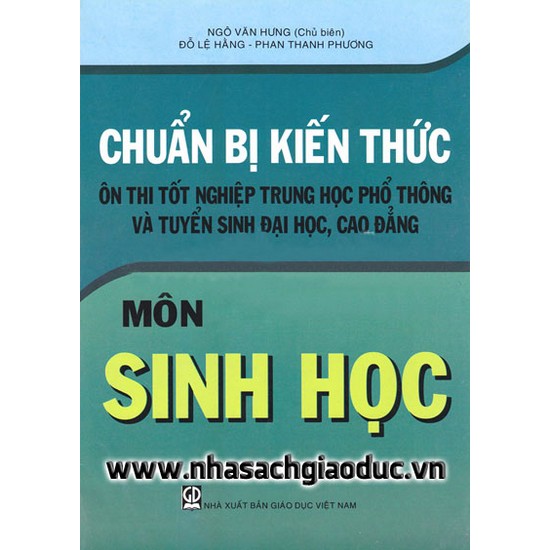 NGÔ VĂN HƯNG (Chủ biên)
ĐỖ LỆ HẰNG - PHAN THANH PHƯƠNG
CHUẨN BỊ KIẾN THỨC
ÔN THI TỐT NGHIỆP TRUNG HỌC PHỔ THÔNG
VÀ TUYỂN SINH ĐẠI HỌC, CAO ĐẲNG
MÔN
SINH HỌC
www.nhasachgiaoduc.vn
GD NHÀ XUẤT BẢN GIÁO DỤC VIỆT NAM